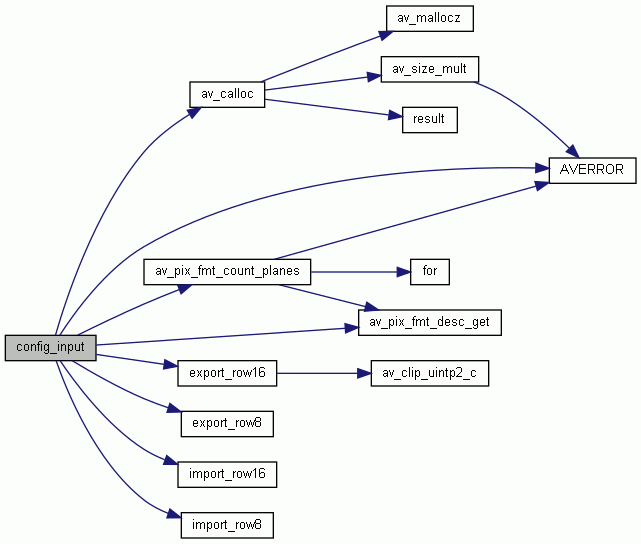 av_mallocz
av_size_mult
av_calloc
result
AVERROR
av_pix_fmt_count_planes
for
av_pix_fmt_desc_get
config_input
export_row16
av_clip_uintp2_c
export_row8
import_row16
import_row8